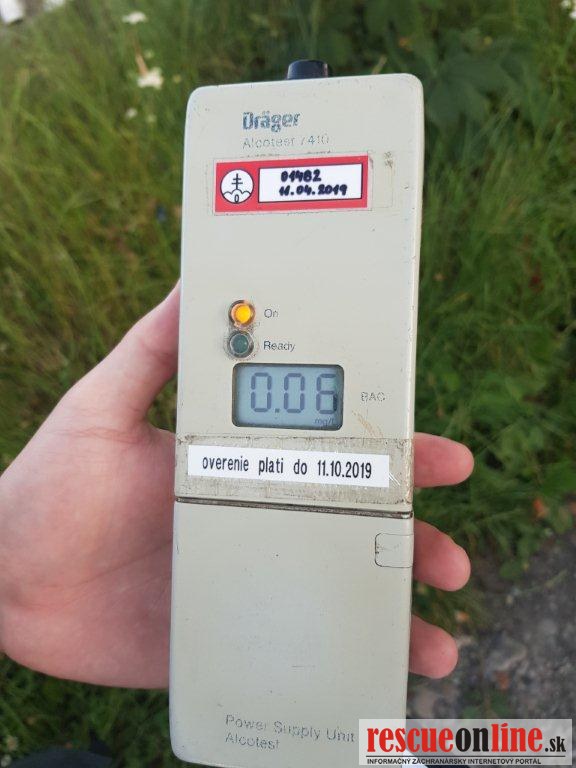 Dräger
Alcotest 7410
01482
11.04.2019
On
Ready
0.06
BAC
mg/l
overenie plati do 11.10.2019
Power Supply Unit
Alcotest
rescueonline.sk
INFORMAČNÝ ZÁCHRANÁRSKY INTERNETOVÝ PORTÁL